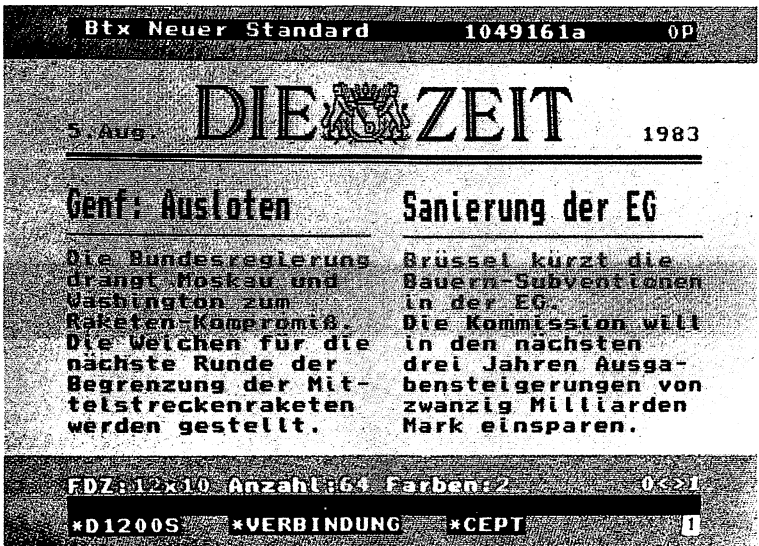 Btx Neuer Standard 1049161a 0P
5.Aug. DIE ZEIT 1983
Genf: Ausloten
Die Bundesregierung
drängt Moskau und
Washington zum
Raketen-Kompromiß.
Die Weichen für die
nächste Runde der
Begrenzung der Mit-
telstreckenraketen
werden gestellt.
Sanierung der EG
Brüssel kürzt die
Bauern-Subventionen
in der EG.
Die Kommission will
in den nächsten
drei Jahren Ausga-
bensteigerungen von
zwanzig Milliarden
Mark einsparen.
FDZ:12x10 Anzahl:64 Farben:2 0<>1
*D1200S *VERBINDUNG *CEPT 1